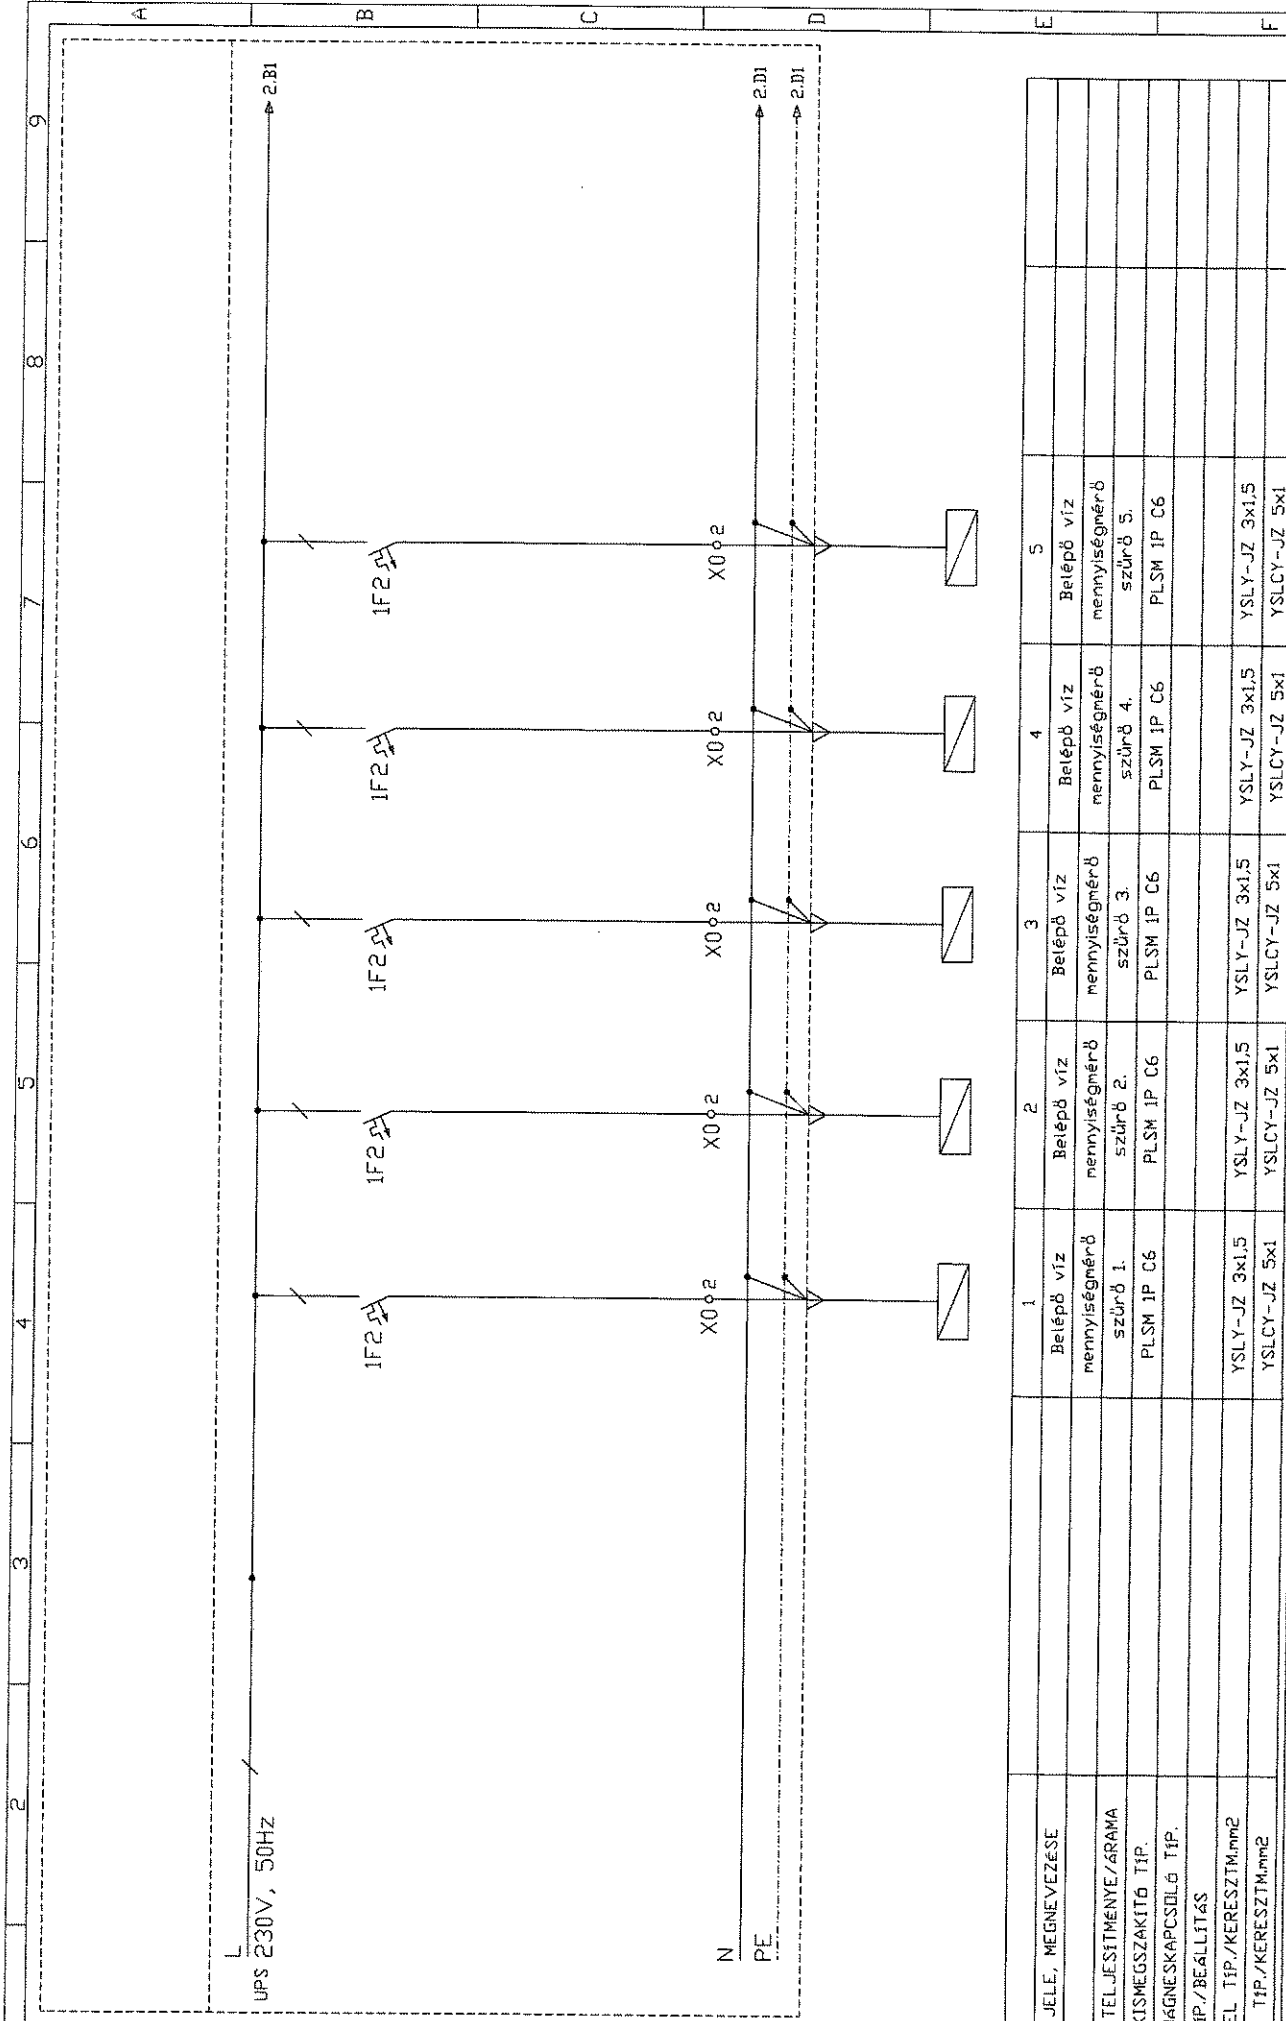 2 3 4 5 6 7 8 9
A
B
C
D
E
F
L
UPS 230V, 50Hz
2.B1
1F2 1F2 1F2 1F2 1F2
X0 2 X0 2 X0 2 X0 2 X0 2
N
2.D1
PE
2.D1
1 2 3 4 5
JELE, MEGNEVEZÉSE Belépő víz Belépő víz Belépő víz Belépő víz Belépő víz
mennyiségmérő mennyiségmérő mennyiségmérő mennyiségmérő mennyiségmérő
TELJESÍTMÉNYE/ÁRAMA szűrő 1. szűrő 2. szűrő 3. szűrő 4. szűrő 5.
KISMEGSZAKÍTÓ TÍP. PLSM 1P C6 PLSM 1P C6 PLSM 1P C6 PLSM 1P C6 PLSM 1P C6
ÁGNESKAPCSOLÓ TÍP.
ÍP./BEÁLLÍTÁS
EL TÍP./KERESZTM.mm2 YSLY-JZ 3x1,5 YSLY-JZ 3x1,5 YSLY-JZ 3x1,5 YSLY-JZ 3x1,5 YSLY-JZ 3x1,5
TÍP./KERESZTM.mm2 YSLCY-JZ 5x1 YSLCY-JZ 5x1 YSLCY-JZ 5x1 YSLCY-JZ 5x1 YSLCY-JZ 5x1